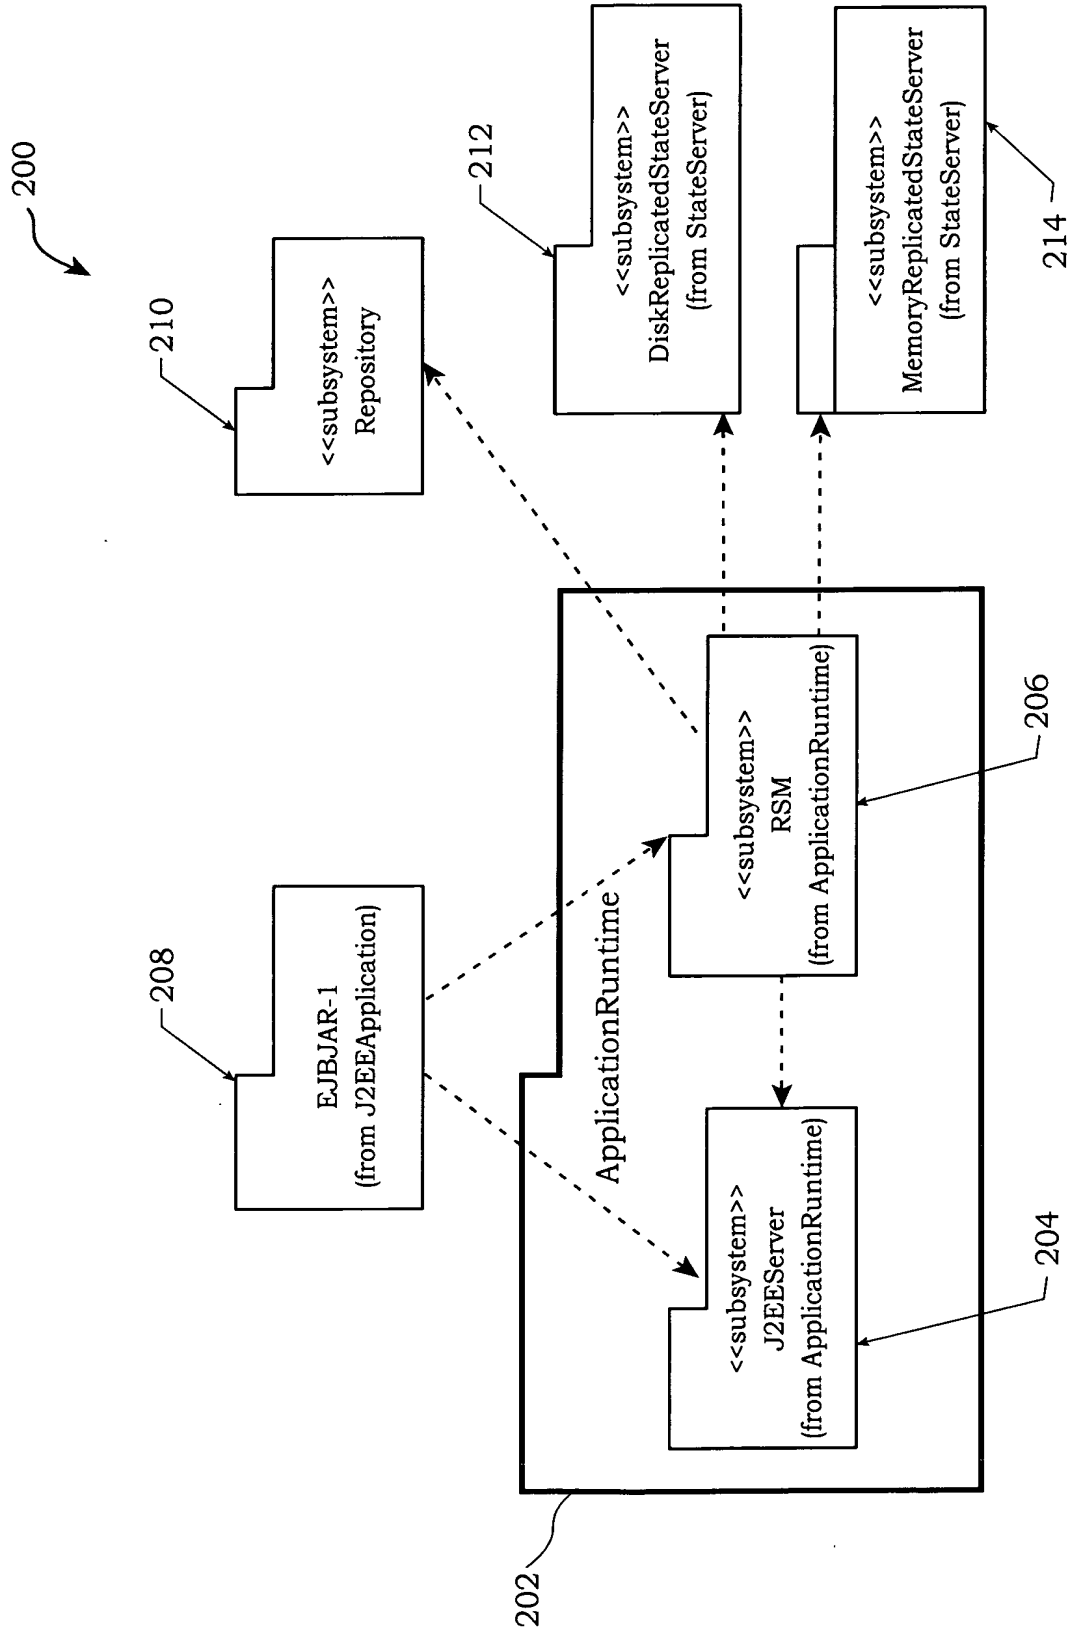 200
208
EJBJAR-1
(from J2EEApplication)
210
<<subsystem>>
Repository
202
ApplicationRuntime
<<subsystem>>
J2EEServer
(from ApplicationRuntime)
204
<<subsystem>>
RSM
(from ApplicationRuntime)
206
212
<<subsystem>>
DiskReplicatedStateServer
(from StateServer)
<<subsystem>>
MemoryReplicatedStateServer
(from StateServer)
214